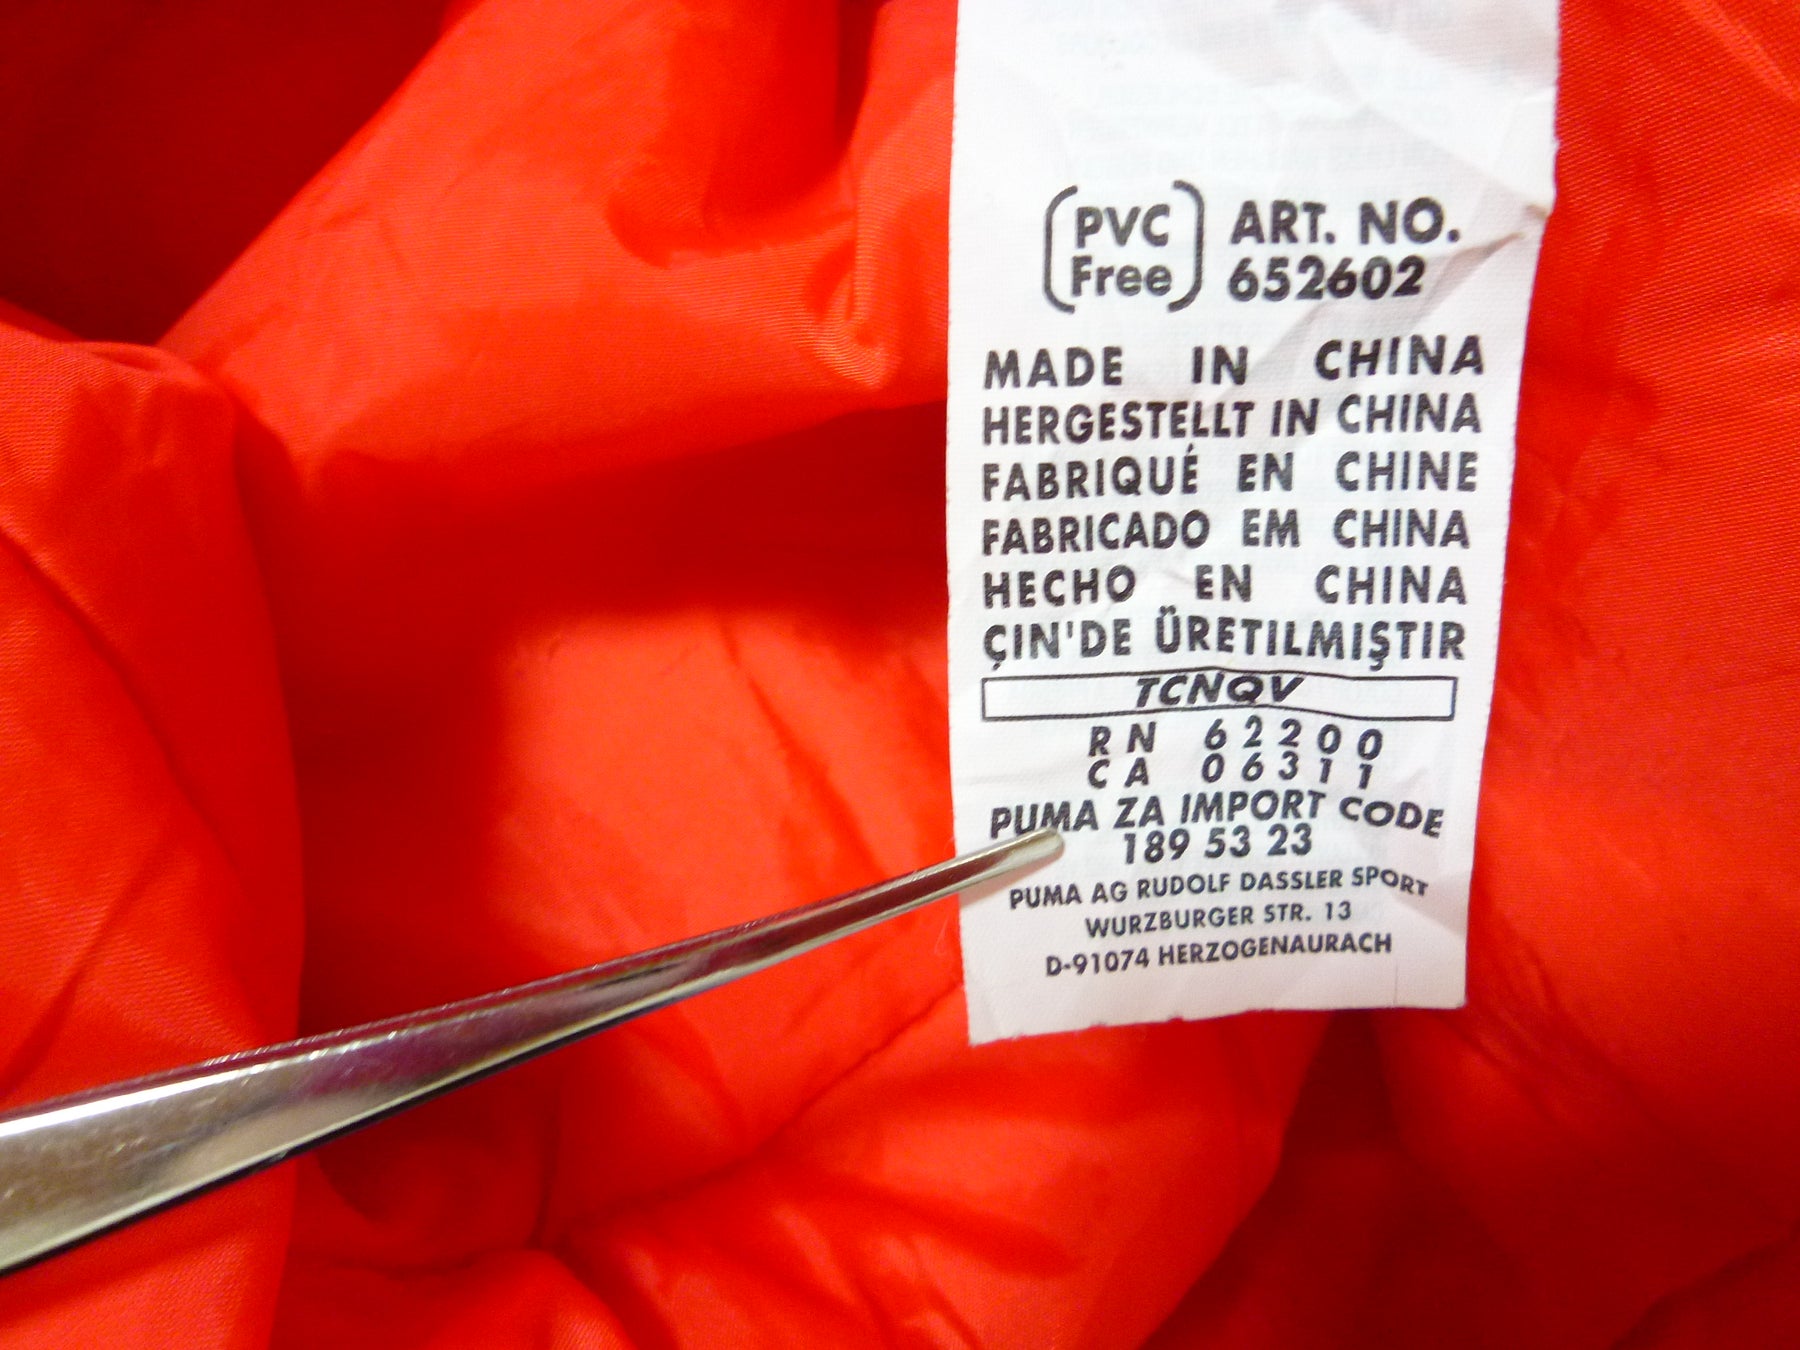 PVC Free ART. NO. 652602
MADE IN CHINA
HERGESTELLT IN CHINA
FABRIQUÉ EN CHINE
FABRICADO EM CHINA
HECHO EN CHINA
ÇIN'DE ÜRETILMIŞTIR
TCNQV
RN 62200
CA 06311
PUMA ZA IMPORT CODE
189 53 23
PUMA AG RUDOLF DASSLER SPORT
WURZBURGER STR. 13
D-91074 HERZOGENAURACH